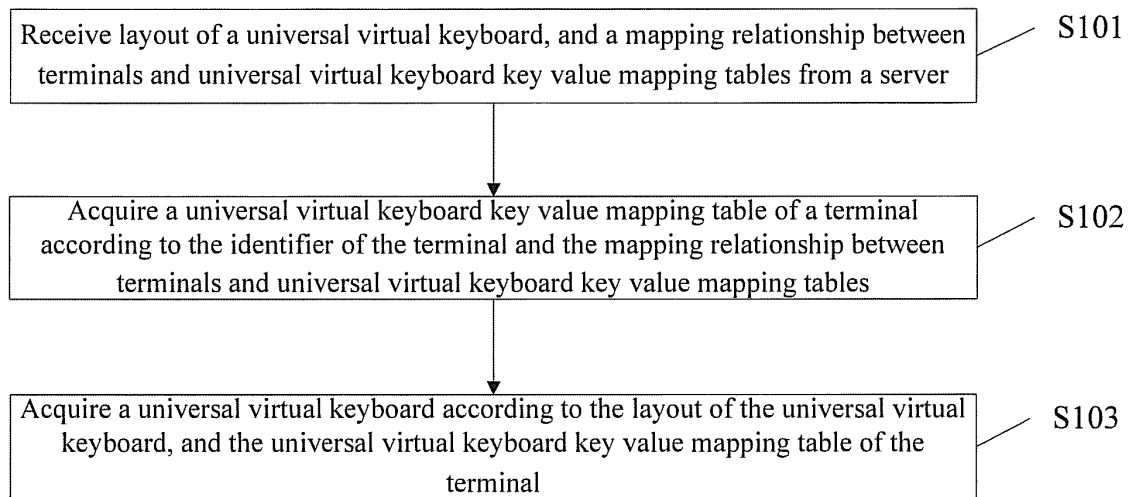 Receive layout of a universal virtual keyboard, and a mapping relationship between
terminals and universal virtual keyboard key value mapping tables from a server
S101
Acquire a universal virtual keyboard key value mapping table of a terminal
according to the identifier of the terminal and the mapping relationship between
terminals and universal virtual keyboard key value mapping tables
S102
Acquire a universal virtual keyboard according to the layout of the universal virtual
keyboard, and the universal virtual keyboard key value mapping table of the
terminal
S103